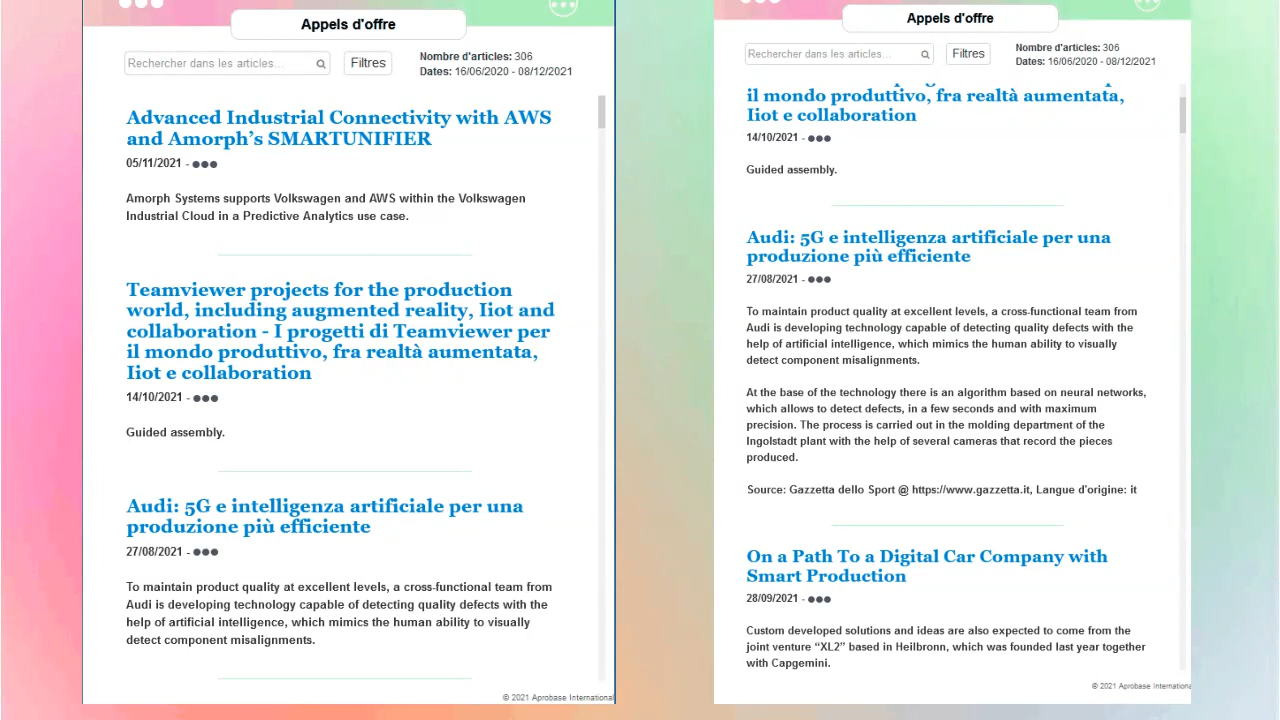 Appels d'offre
Rechercher dans les articles...
Filtres
Nombre d'articles: 306
Dates: 16/06/2020 - 08/12/2021
Advanced Industrial Connectivity with AWS
and Amorph's SMARTUNIFIER
05/11/2021 - ●●●
Amorph Systems supports Volkswagen and AWS within the Volkswagen
Industrial Cloud in a Predictive Analytics use case.
Teamviewer projects for the production
world, including augmented reality, Iiot and
collaboration - I progetti di Teamviewer per
il mondo produttivo, fra realtà aumentata,
Iiot e collaboration
14/10/2021 - ●●●
Guided assembly.
Audi: 5G e intelligenza artificiale per una
produzione più efficiente
27/08/2021 - ●●●
To maintain product quality at excellent levels, a cross-functional team from
Audi is developing technology capable of detecting quality defects with the
help of artificial intelligence, which mimics the human ability to visually
detect component misalignments.
© 2021 Aprobase International
Appels d'offre
Rechercher dans les articles...
Filtres
Nombre d'articles: 306
Dates: 16/06/2020 - 08/12/2021
il mondo produttivo, fra realtà aumentata,
Iiot e collaboration
14/10/2021 - ●●●
Guided assembly.
Audi: 5G e intelligenza artificiale per una
produzione più efficiente
27/08/2021 - ●●●
To maintain product quality at excellent levels, a cross-functional team from
Audi is developing technology capable of detecting quality defects with the
help of artificial intelligence, which mimics the human ability to visually
detect component misalignments.
At the base of the technology there is an algorithm based on neural networks,
which allows to detect defects, in a few seconds and with maximum
precision. The process is carried out in the molding department of the
Ingolstadt plant with the help of several cameras that record the pieces
produced.
Source: Gazzetta dello Sport @ https://www.gazzetta.it, Langue d'origine: it
On a Path To a Digital Car Company with
Smart Production
28/09/2021 - ●●●
Custom developed solutions and ideas are also expected to come from the
joint venture “XL2” based in Heilbronn, which was founded last year together
with Capgemini.
© 2021 Aprobase Internationa